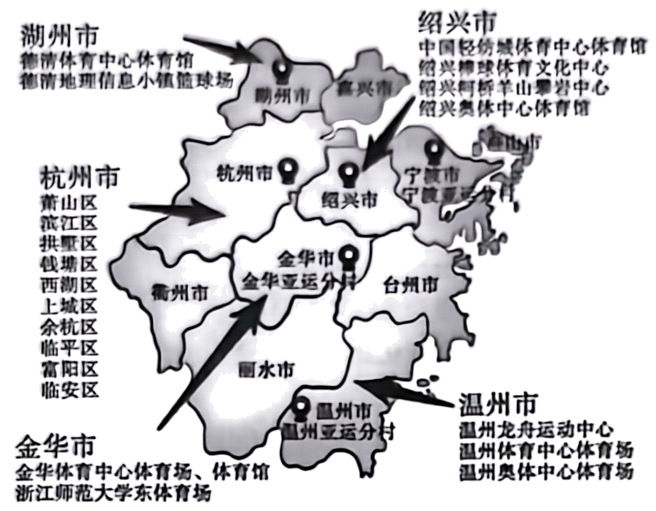 湖州市
德清体育中心体育馆
德清地理信息小镇篮球场
绍兴市
中国轻纺城体育中心体育馆
绍兴棒球体育文化中心
绍兴柯桥羊山攀岩中心
绍兴奥体中心体育馆
湖州市
嘉兴市
舟山市
杭州市
萧山区
滨江区
拱墅区
钱塘区
西湖区
上城区
余杭区
临平区
富阳区
临安区
杭州市
绍兴市
宁波市
宁波亚运分村
金华市
金华亚运分村
衢州市
台州市
丽水市
温州市
温州亚运分村
温州市
温州龙舟运动中心
温州体育中心体育场
温州奥体中心体育场
金华市
金华体育中心体育场、体育馆
浙江师范大学东体育场